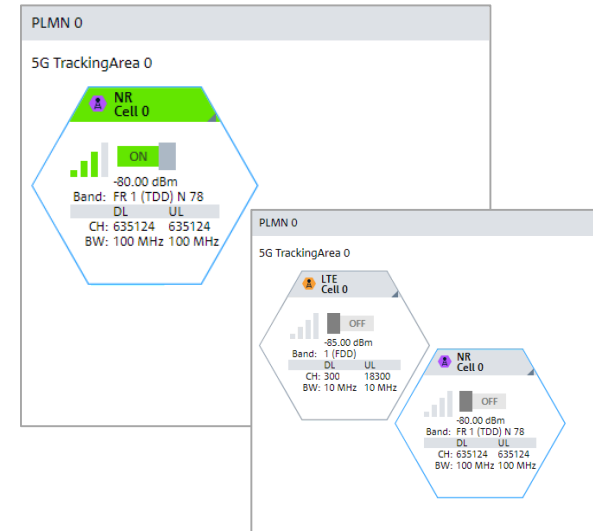 PLMN 0
5G TrackingArea 0
NR
Cell 0
ON
-80.00 dBm
Band: FR 1 (TDD) N 78
DL UL
CH: 635124 635124
BW: 100 MHz 100 MHz
PLMN 0
5G TrackingArea 0
LTE
Cell 0
OFF
-85.00 dBm
Band: 1 (FDD)
DL UL
CH: 300 18300
BW: 10 MHz 10 MHz
NR
Cell 0
OFF
-80.00 dBm
Band: FR 1 (TDD) N 78
DL UL
CH: 635124 635124
BW: 100 MHz 100 MHz